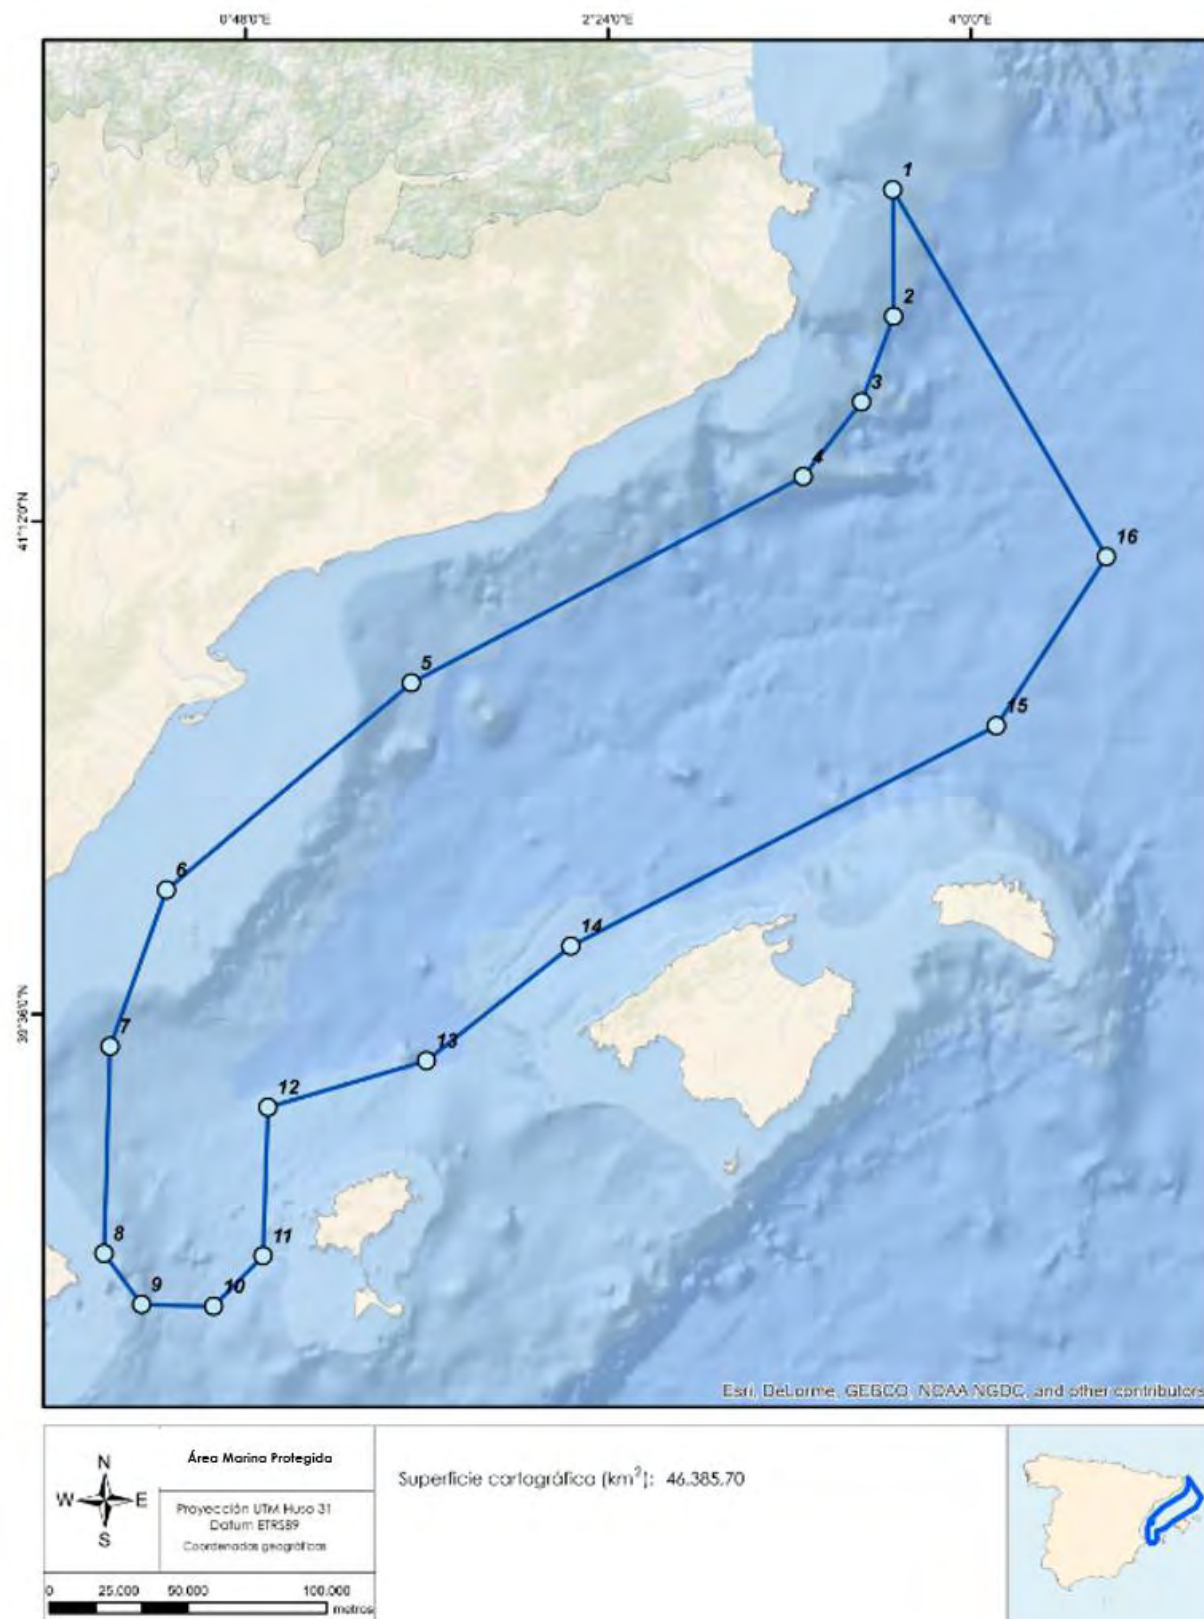 0°48'0"E
2°24'0"E
4°0'0"E
1
2
3
4
41°12'0"N
16
5
15
6
14
39°36'0"N
7
13
12
8
11
9
10
Esri, DeLorme, GEBCO, NOAA NGDC, and other contributors
N
W
E
S
Área Marina Protegida
Proyección UTM Huso 31
Datum ETRS89
Coordenadas geográficas
Superficie cartográfica (km²): 46.385,70
0 25.000 50.000 100.000
metros